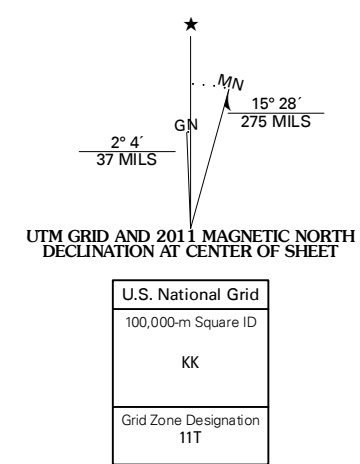 ★
MN
GN
15° 28´
275 MILS
2° 4´
37 MILS
UTM GRID AND 2011 MAGNETIC NORTH
DECLINATION AT CENTER OF SHEET
U.S. National Grid
100,000-m Square ID
KK
Grid Zone Designation
11T